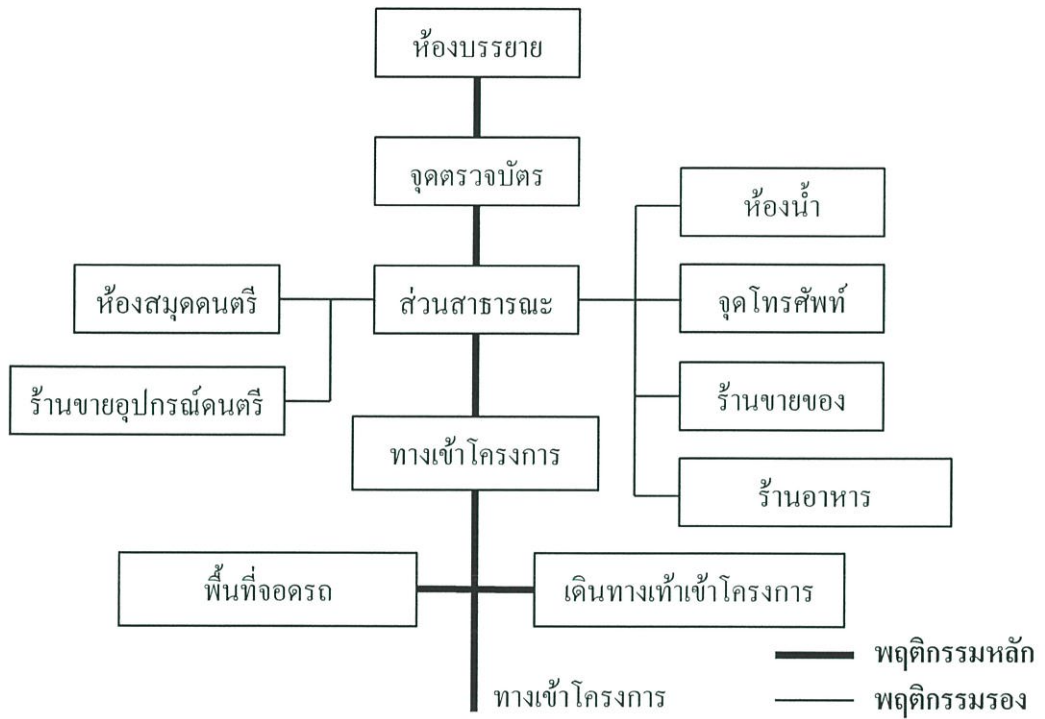 ห้องบรรยาย
จุดตรวจบัตร
ห้องน้ำ
ห้องสมุดดนตรี
ส่วนสาธารณะ
จุดโทรศัพท์
ร้านขายอุปกรณ์ดนตรี
ร้านขายของ
ทางเข้าโครงการ
ร้านอาหาร
พื้นที่จอดรถ
เดินทางเท้าเข้าโครงการ
พฤติกรรมหลัก
ทางเข้าโครงการ
พฤติกรรมรอง